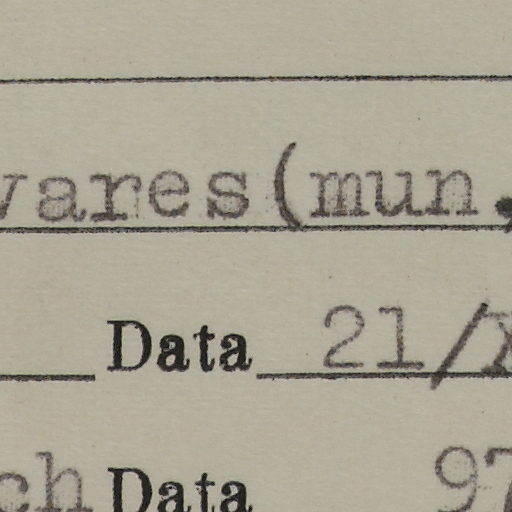 vares(mun.
Data 21/X
ch Data 97